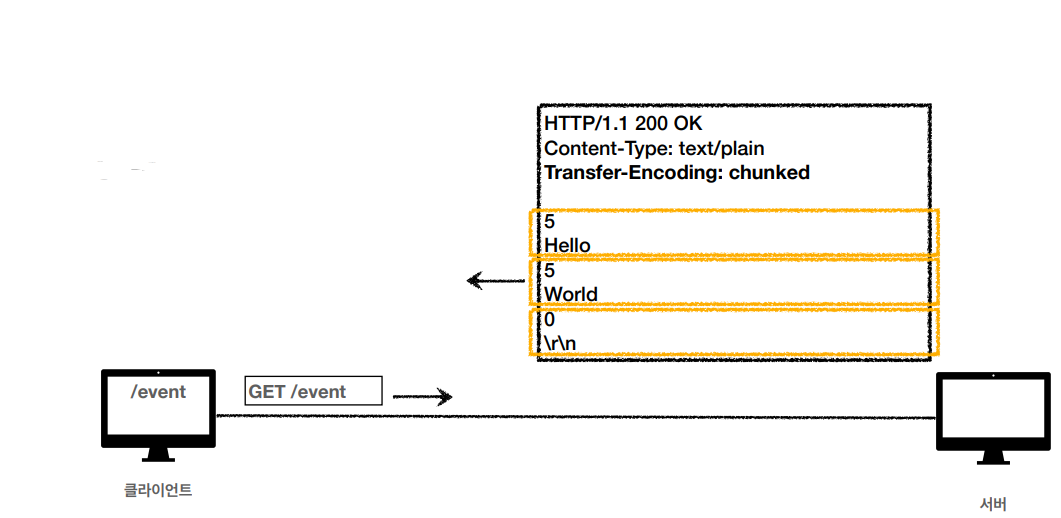 HTTP/1.1 200 OK
Content-Type: text/plain
Transfer-Encoding: chunked
5
Hello
5
World
0
\r\n
/event
GET /event
클라이언트
서버